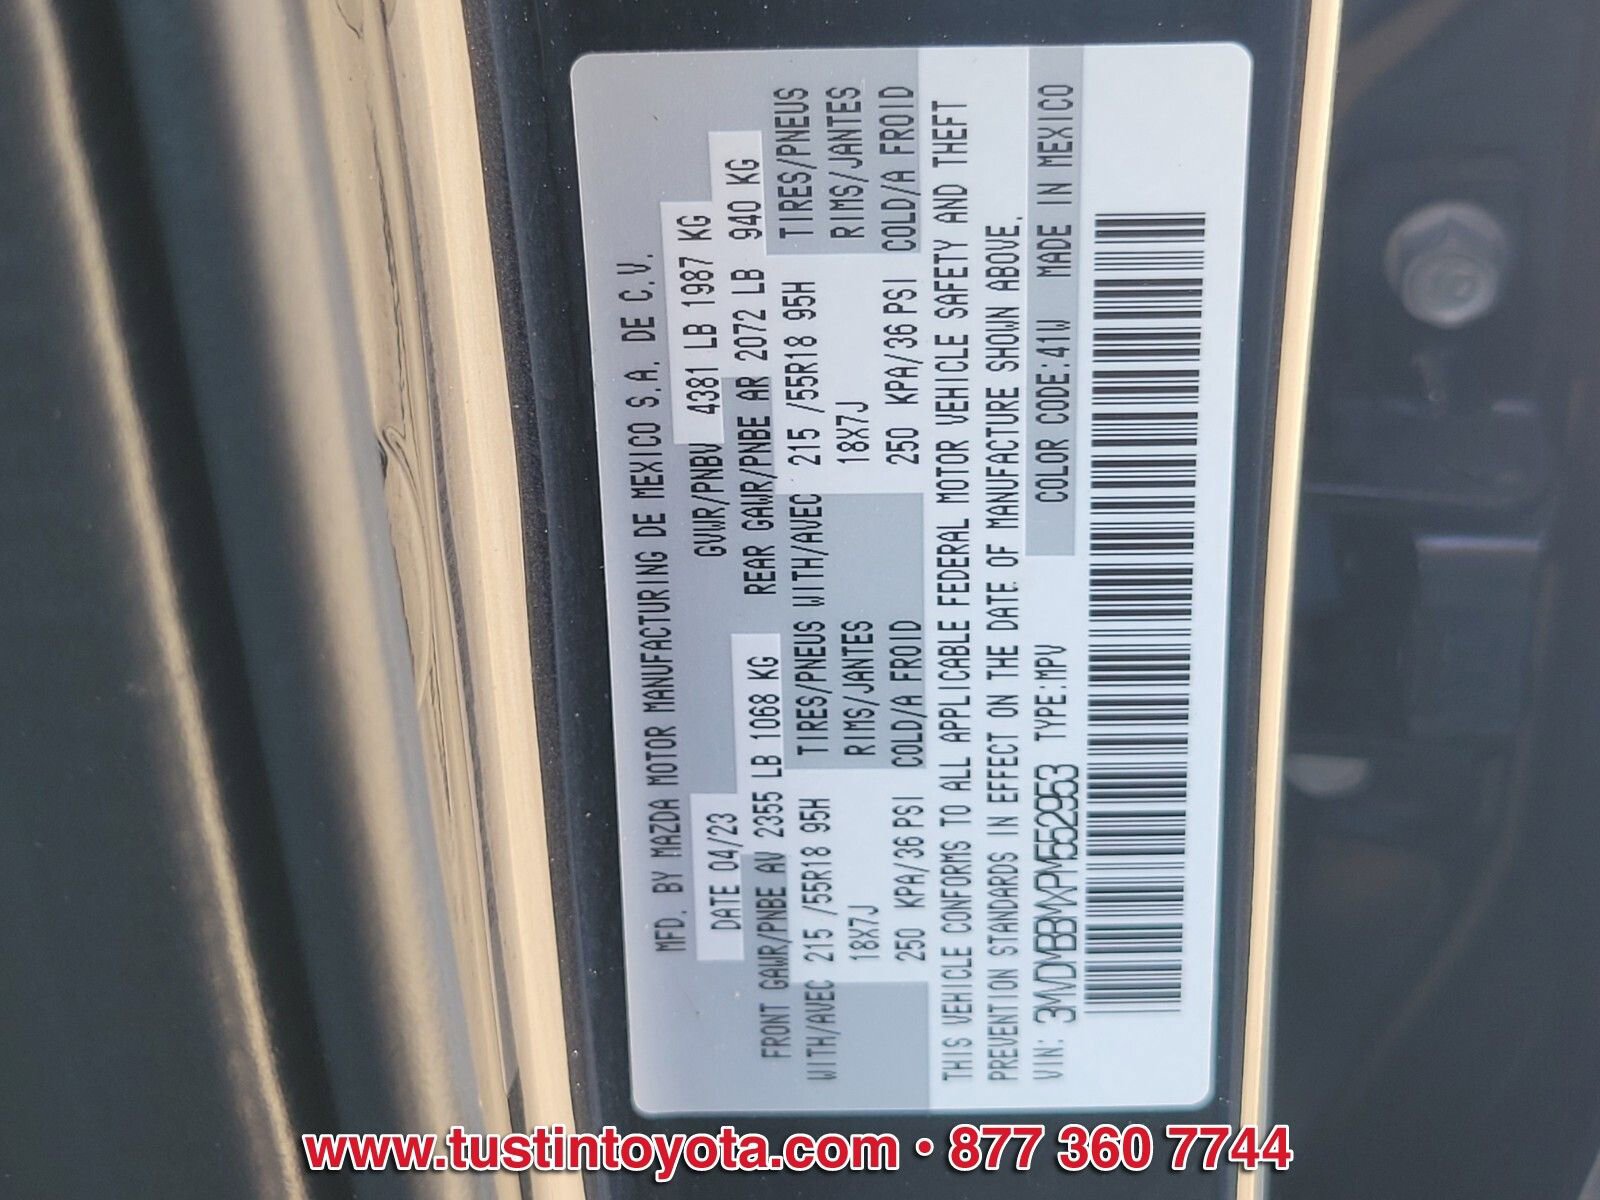 MFD. BY MAZDA MOTOR MANUFACTURING DE MEXICO S.A. DE C.V.
DATE 04/23 GVWR/PNBV 4381 LB 1987 KG
FRONT GAWR/PNBE AV 2355 LB 1068 KG REAR GAWR/PNBE AR 2072 LB 940 KG
WITH/AVEC 215 /55R18 95H TIRES/PNEUS WITH/AVEC 215 /55R18 95H TIRES/PNEUS
18X7J RIMS/JANTES 18X7J RIMS/JANTES
250 KPA/36 PSI COLD/A FROID 250 KPA/36 PSI COLD/A FROID
THIS VEHICLE CONFORMS TO ALL APPLICABLE FEDERAL MOTOR VEHICLE SAFETY AND THEFT
PREVENTION STANDARDS IN EFFECT ON THE DATE OF MANUFACTURE SHOWN ABOVE.
VIN: 3MVDMBBMXPM552953 TYPE:MPV COLOR CODE:41W MADE IN MEXICO
www.tustintoyota.com • 877 360 7744